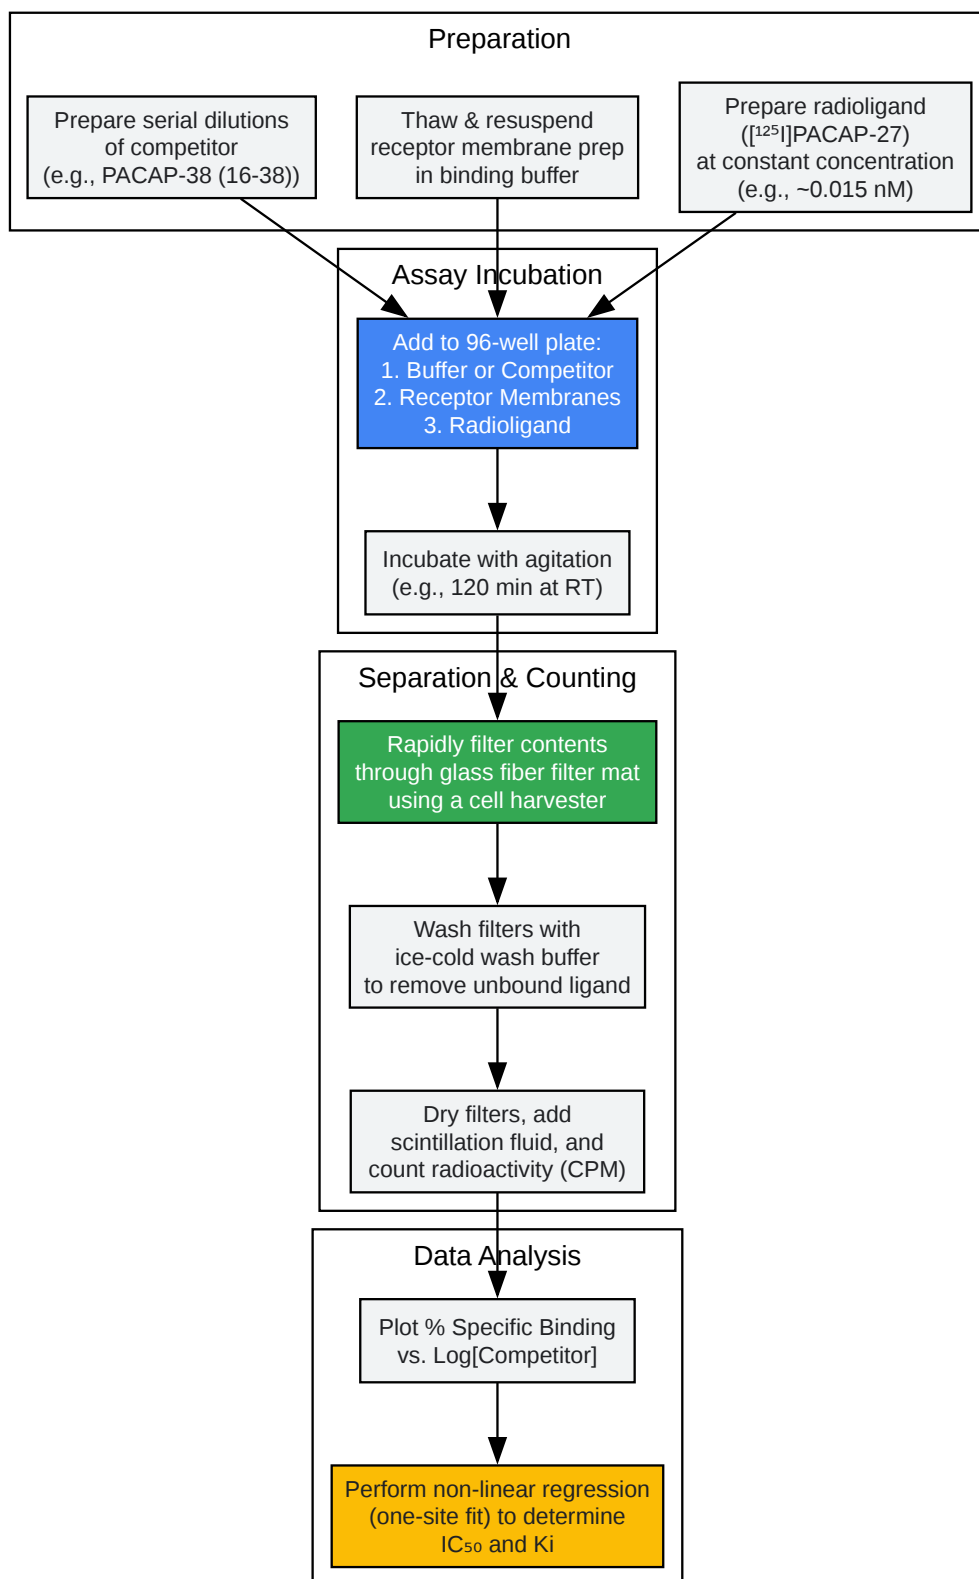 Preparation
Prepare serial dilutions
of competitor
(e.g., PACAP-38 (16-38))
Thaw & resuspend
receptor membrane prep
in binding buffer
Prepare radioligand
([¹²⁵I]PACAP-27)
at constant concentration
(e.g., ~0.015 nM)
Assay Incubation
Add to 96-well plate:
1. Buffer or Competitor
2. Receptor Membranes
3. Radioligand
Incubate with agitation
(e.g., 120 min at RT)
Separation & Counting
Rapidly filter contents
through glass fiber filter mat
using a cell harvester
Wash filters with
ice-cold wash buffer
to remove unbound ligand
Dry filters, add
scintillation fluid, and
count radioactivity (CPM)
Data Analysis
Plot % Specific Binding
vs. Log[Competitor]
Perform non-linear regression
(one-site fit) to determine
IC₅₀ and Ki